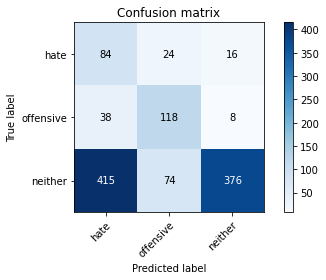 Confusion matrix
400
350
300
250
200
150
100
50
True label
hate
offensive
neither
84 24 16
38 118 8
415 74 376
hate offensive neither
Predicted label